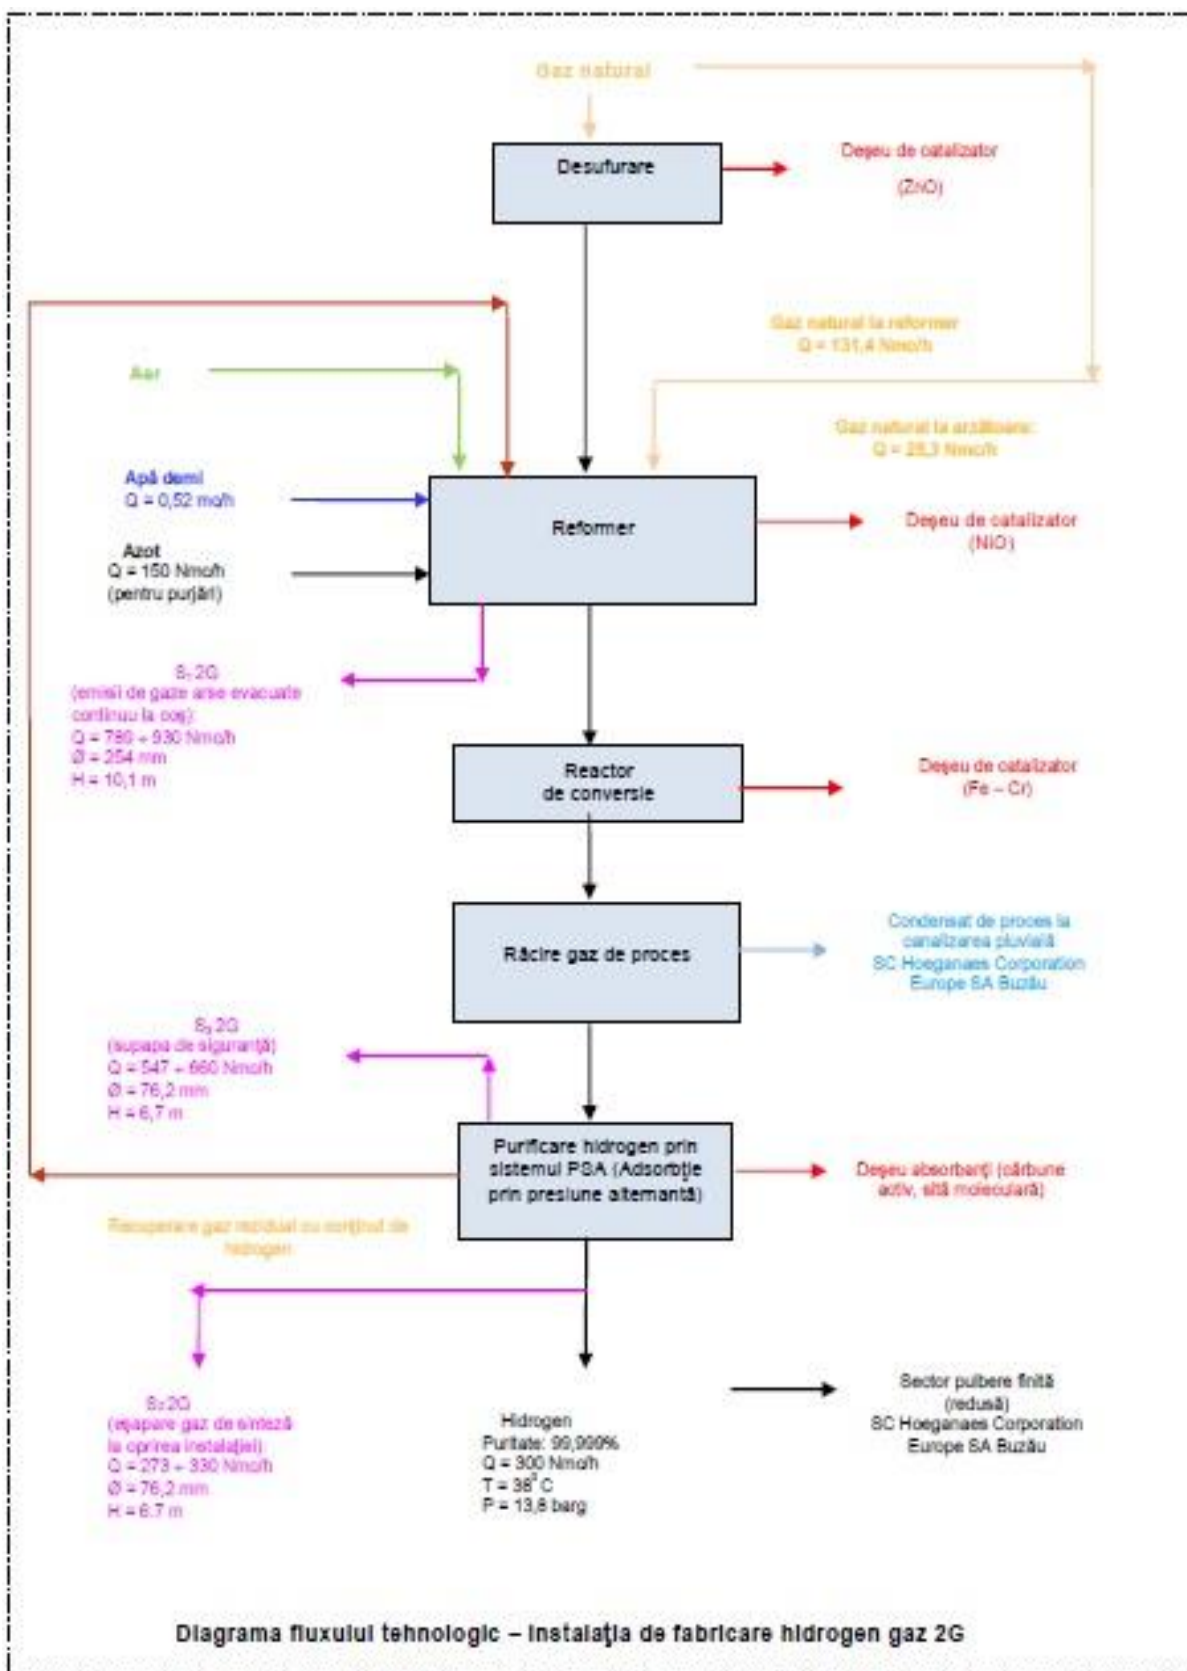 Gaz natural
Desufurare
Deşeu de catalizator
(ZnO)
Gaz natural la reformer
Q = 131,4 Nmc/h
Aer
Gaz natural la arzătoare:
Q = 25,3 Nmc/h
Apă demi
Q = 0,52 mc/h
Reformer
Deşeu de catalizator
(NiO)
Azot
Q = 150 Nmc/h
(pentru purjări)
S₁ 2G
(emisii de gaze arse evacuate
continuu la coş):
Q = ÷ 930 Nmc/h
Ø = 254 mm
H = 10,1 m
Reactor
de conversie
Deşeu de catalizator
(Fe – Cr)
Răcire gaz de proces
Condensat de proces la
canalizarea pluvială
SC Hoeganaes Corporation
Europe SA Buzău
S₃ 2G
(supapa de siguranţă)
Q = 547 ÷ 660 Nmc/h
Ø = 76,2 mm
H = 6,7 m
Purificare hidrogen prin
sistemul PSA (Adsorbţie
prin presiune alternantă)
Deşeu absorbanţi (cărbune
activ, sită moleculară)
Recuperare gaz rezidual cu conţinut de
hidrogen
S₂ 2G
(eşapare gaz de sinteză
la oprirea instalaţiei)
Q = 273 ÷ 330 Nmc/h
Ø = 76,2 mm
H = 6,7 m
Hidrogen
Puritate: 99,999%
Q = 300 Nmc/h
T = 38⁰ C
P = 13,8 barg
Sector pulbere finită
(redusă)
SC Hoeganaes Corporation
Europe SA Buzău
Diagrama fluxului tehnologic – Instalaţia de fabricare hidrogen gaz 2G